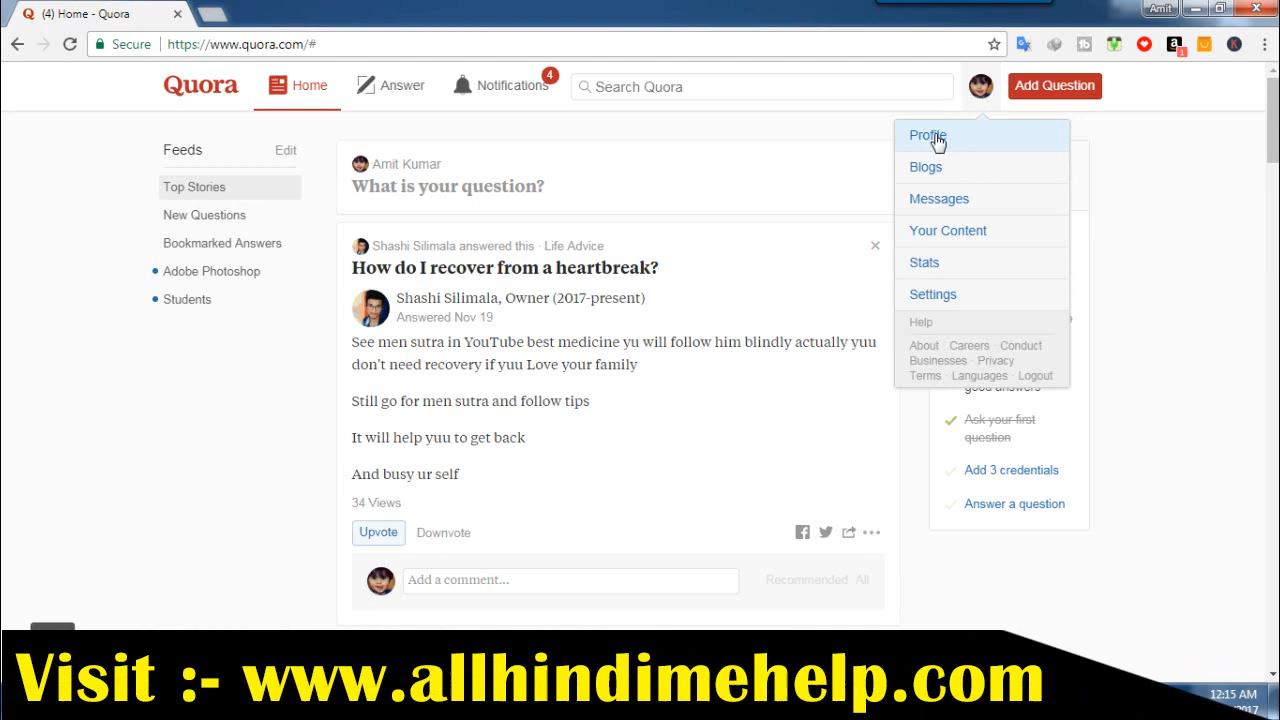 (4) Home - Quora
Amit
Secure
https://www.quora.com/#
1
Quora
Home
Answer
Notifications
4
Search Quora
Add Question
Feeds
Edit
Top Stories
New Questions
Bookmarked Answers
Adobe Photoshop
Students
Amit Kumar
What is your question?
Shashi Silimala answered this · Life Advice
How do I recover from a heartbreak?
Shashi Silimala, Owner (2017-present)
Answered Nov 19
See men sutra in YouTube best medicine yu will follow him blindly actually yuu
don't need recovery if yuu Love your family
Still go for men sutra and follow tips
It will help yuu to get back
And busy ur self
34 Views
Upvote
Downvote
Add a comment...
Recommended
All
Profile
Blogs
Messages
Your Content
Stats
Settings
Help
About · Careers · Conduct
Businesses · Privacy
Terms · Languages · Logout
good answers
Ask your first
question
Add 3 credentials
Answer a question
Visit :- www.allhindimehelp.com
12:15 AM
2017